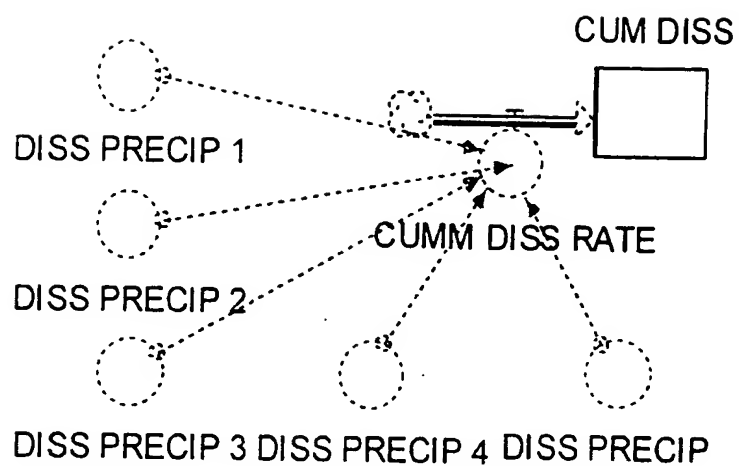 CUM DISS
DISS PRECIP 1
CUMM DISS RATE
DISS PRECIP 2
DISS PRECIP 3
DISS PRECIP 4
DISS PRECIP